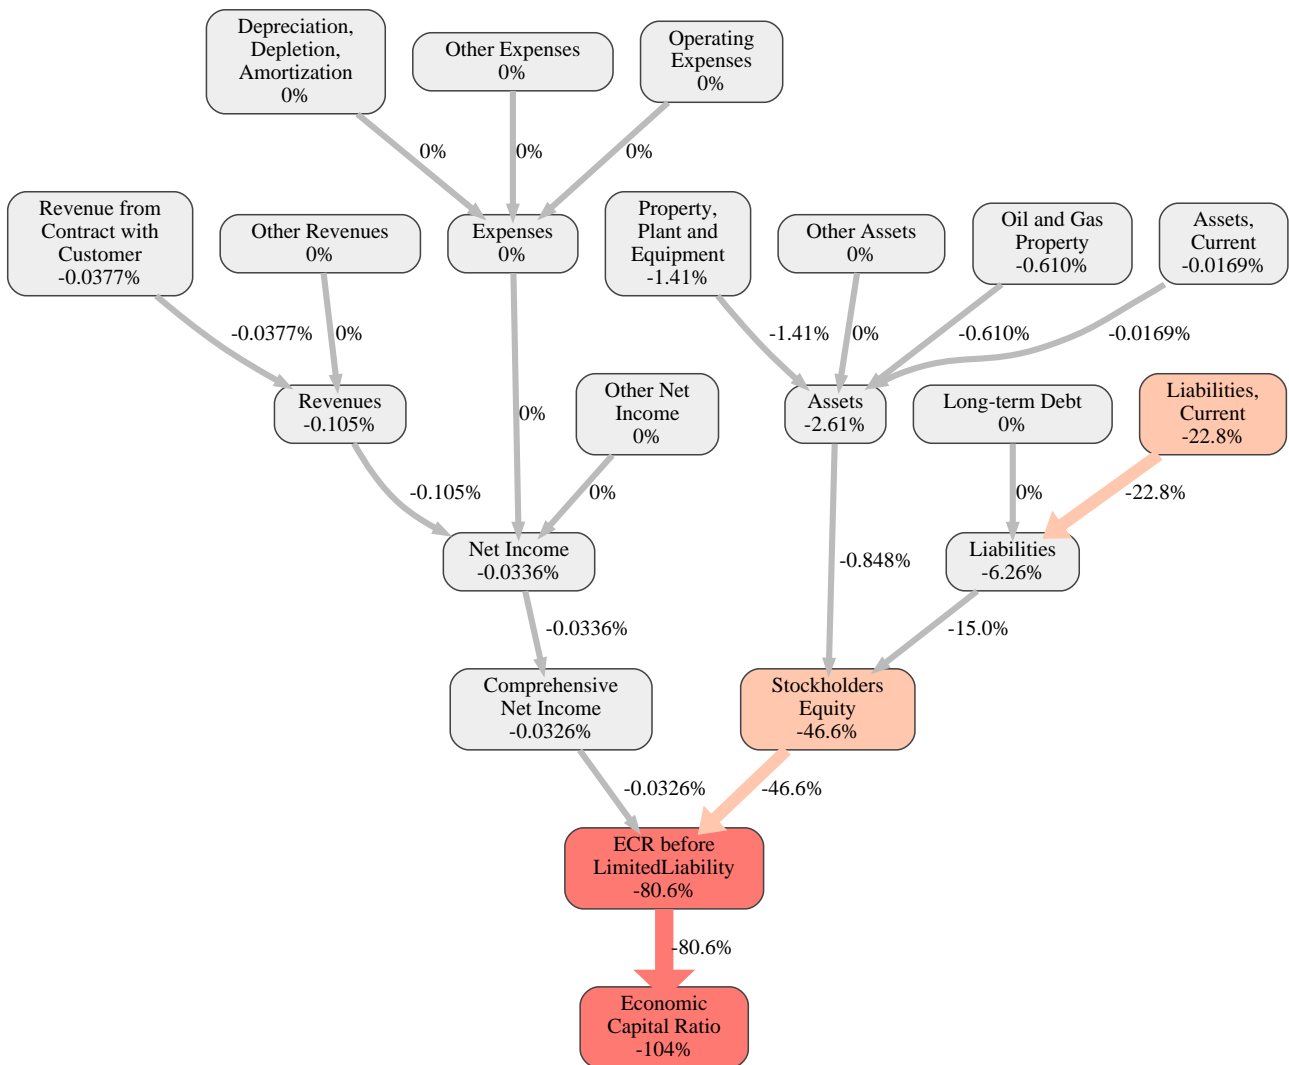 Depreciation,
Depletion,
Amortization
0%
Other Expenses
0%
Operating
Expenses
0%
0%
0%
0%
Revenue from
Contract with
Customer
-0.0377%
Other Revenues
0%
Expenses
0%
Property,
Plant and
Equipment
-1.41%
Other Assets
0%
Oil and Gas
Property
-0.610%
Assets,
Current
-0.0169%
-0.0377%
0%
-1.41%
0%
-0.610%
-0.0169%
Revenues
-0.105%
0%
Other Net
Income
0%
Assets
-2.61%
Long-term Debt
0%
Liabilities,
Current
-22.8%
-0.105%
0%
0%
-22.8%
Net Income
-0.0336%
-0.848%
Liabilities
-6.26%
-0.0336%
-15.0%
Comprehensive
Net Income
-0.0326%
Stockholders
Equity
-46.6%
-0.0326%
-46.6%
ECR before
LimitedLiability
-80.6%
-80.6%
Economic
Capital Ratio
-104%